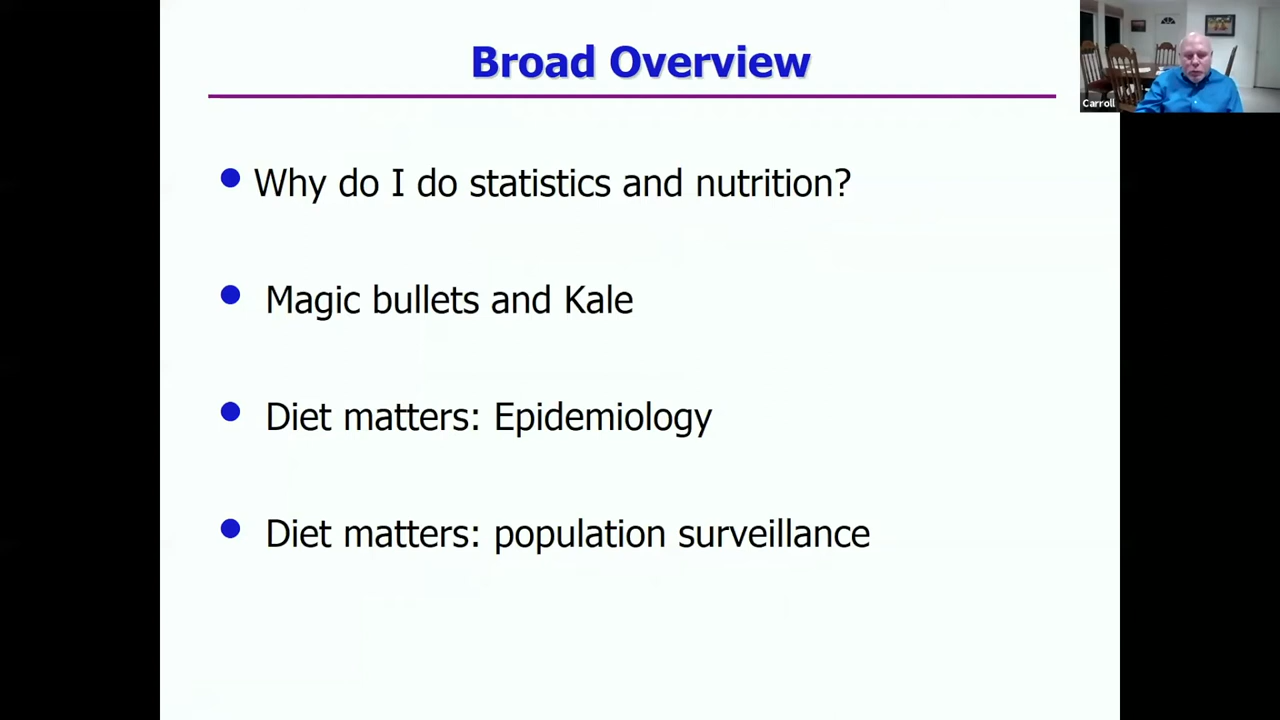 Broad Overview
Carroll
Why do I do statistics and nutrition?
Magic bullets and Kale
Diet matters: Epidemiology
Diet matters: population surveillance